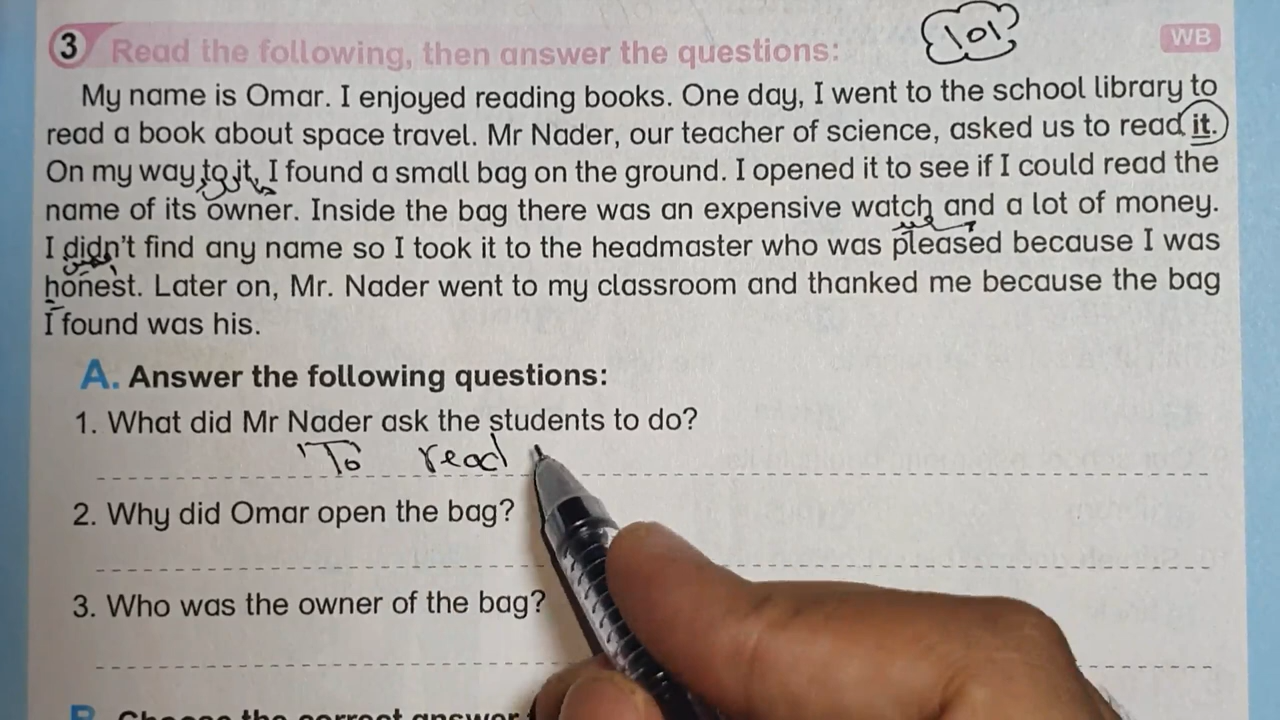 3 Read the following, then answer the questions:
101
WB
My name is Omar. I enjoyed reading books. One day, I went to the school library to
read a book about space travel. Mr Nader, our teacher of science, asked us to read it.
On my way to it, I found a small bag on the ground. I opened it to see if I could read the
name of its owner. Inside the bag there was an expensive watch and a lot of money.
I didn't find any name so I took it to the headmaster who was pleased because I was
honest. Later on, Mr. Nader went to my classroom and thanked me because the bag
I found was his.
A. Answer the following questions:
1. What did Mr Nader ask the students to do?
To read
2. Why did Omar open the bag?
3. Who was the owner of the bag?
B. Choose the correct answer